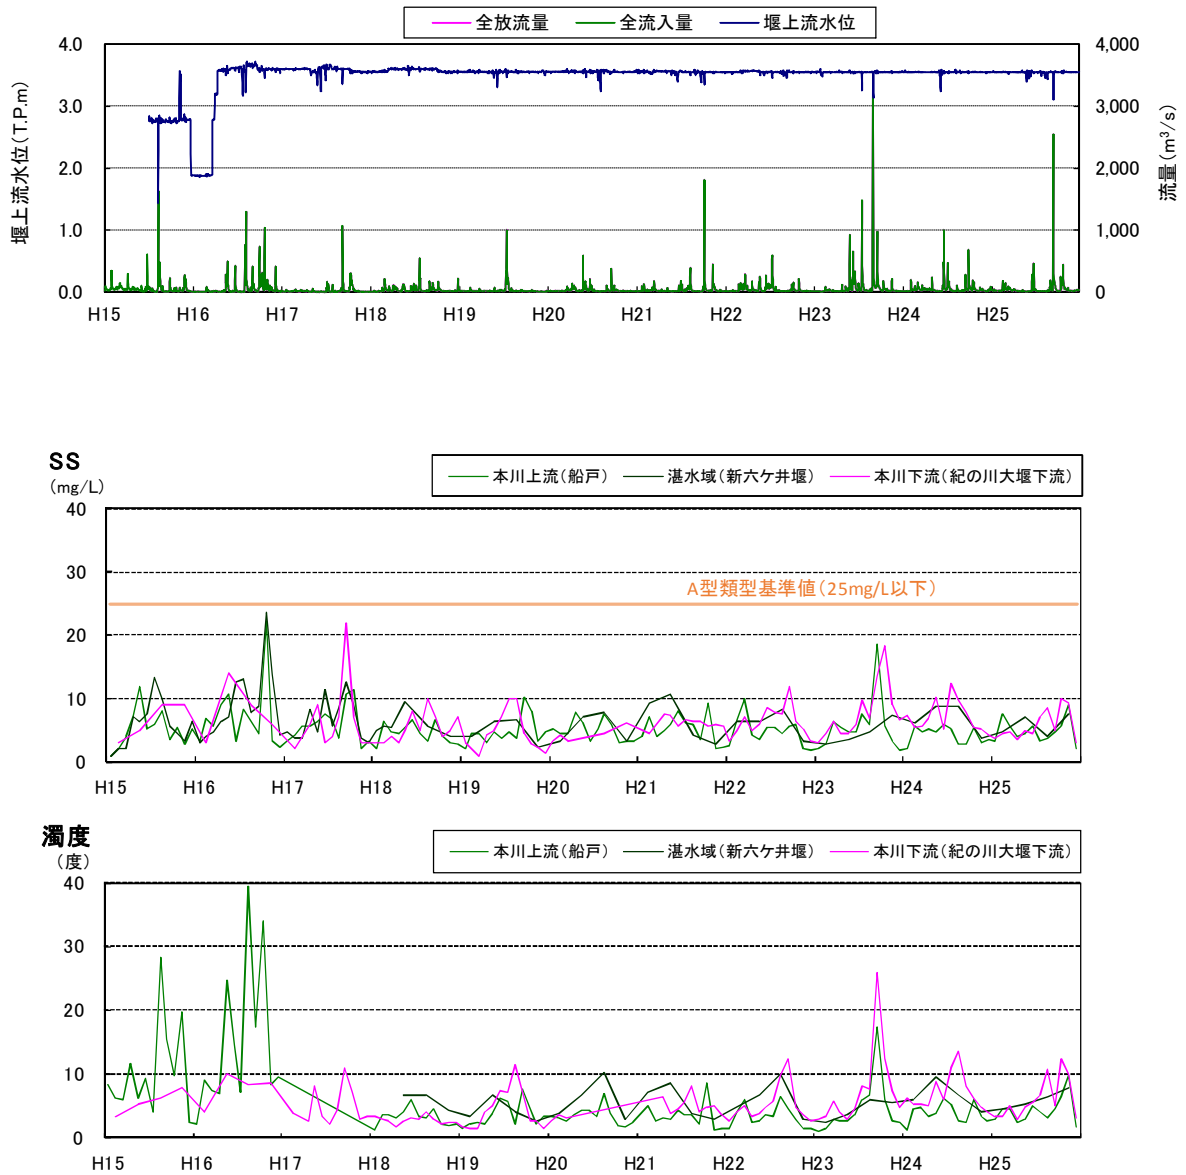 全放流量 全流入量 堰上流水位
堰上流水位(T.P.m)
4.0
3.0
2.0
1.0
0.0
4,000
3,000
2,000
1,000
0
流量(m³/s)
H15 H16 H17 H18 H19 H20 H21 H22 H23 H24 H25
SS
(mg/L)
本川上流(船戸) 湛水域(新六ケ井堰) 本川下流(紀の川大堰下流)
40
30
A型類型基準値(25mg/L以下)
20
10
0
H15 H16 H17 H18 H19 H20 H21 H22 H23 H24 H25
濁度
(度)
本川上流(船戸) 湛水域(新六ケ井堰) 本川下流(紀の川大堰下流)
40
30
20
10
0
H15 H16 H17 H18 H19 H20 H21 H22 H23 H24 H25